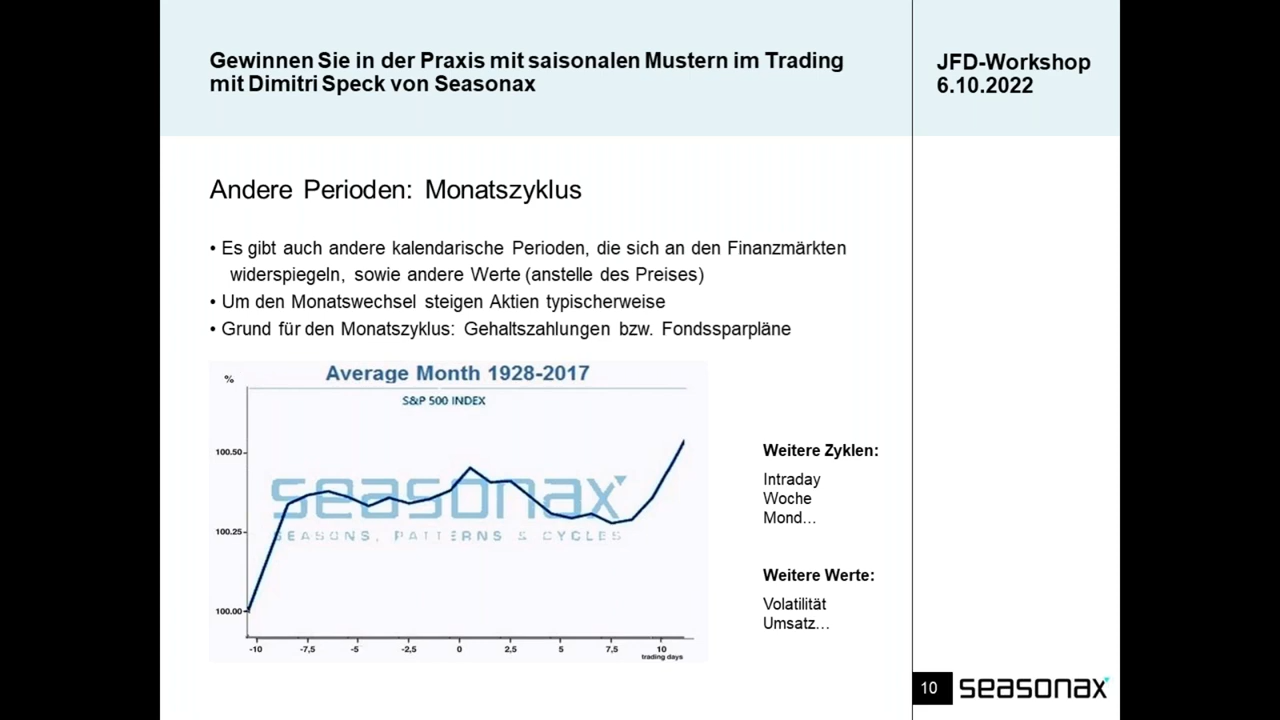 Gewinnen Sie in der Praxis mit saisonalen Mustern im Trading
mit Dimitri Speck von Seasonax
JFD-Workshop
6.10.2022
Andere Perioden: Monatszyklus
• Es gibt auch andere kalendarische Perioden, die sich an den Finanzmärkten
widerspiegeln, sowie andere Werte (anstelle des Preises)
• Um den Monatswechsel steigen Aktien typischerweise
• Grund für den Monatszyklus: Gehaltszahlungen bzw. Fondssparpläne
Average Month 1928-2017
%
S&P 500 INDEX
100.50
100.25
100.00
seasonax
SEASONS, PATTERNS & CYCLES
-10 -7,5 -5 -2,5 0 2,5 5 7,5 10
trading days
Weitere Zyklen:
Intraday
Woche
Mond...
Weitere Werte:
Volatilität
Umsatz...
10 seasonax